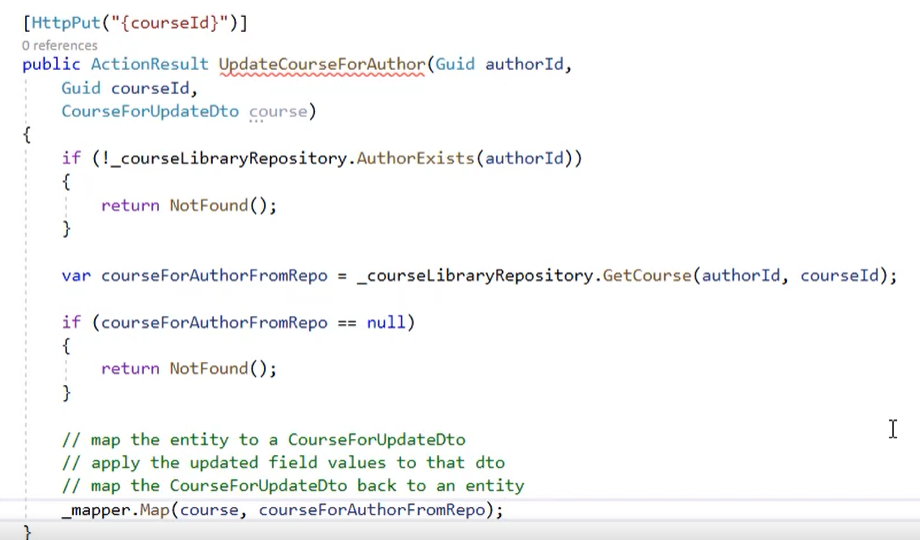 [HttpPut("{courseId}")]
0 references
public ActionResult UpdateCourseForAuthor(Guid authorId,
Guid courseId,
CourseForUpdateDto course)
{
if (!_courseLibraryRepository.AuthorExists(authorId))
{
return NotFound();
}
var courseForAuthorFromRepo = _courseLibraryRepository.GetCourse(authorId, courseId);
if (courseForAuthorFromRepo == null)
{
return NotFound();
}
// map the entity to a CourseForUpdateDto
// apply the updated field values to that dto
// map the CourseForUpdateDto back to an entity
_mapper.Map(course, courseForAuthorFromRepo);
}